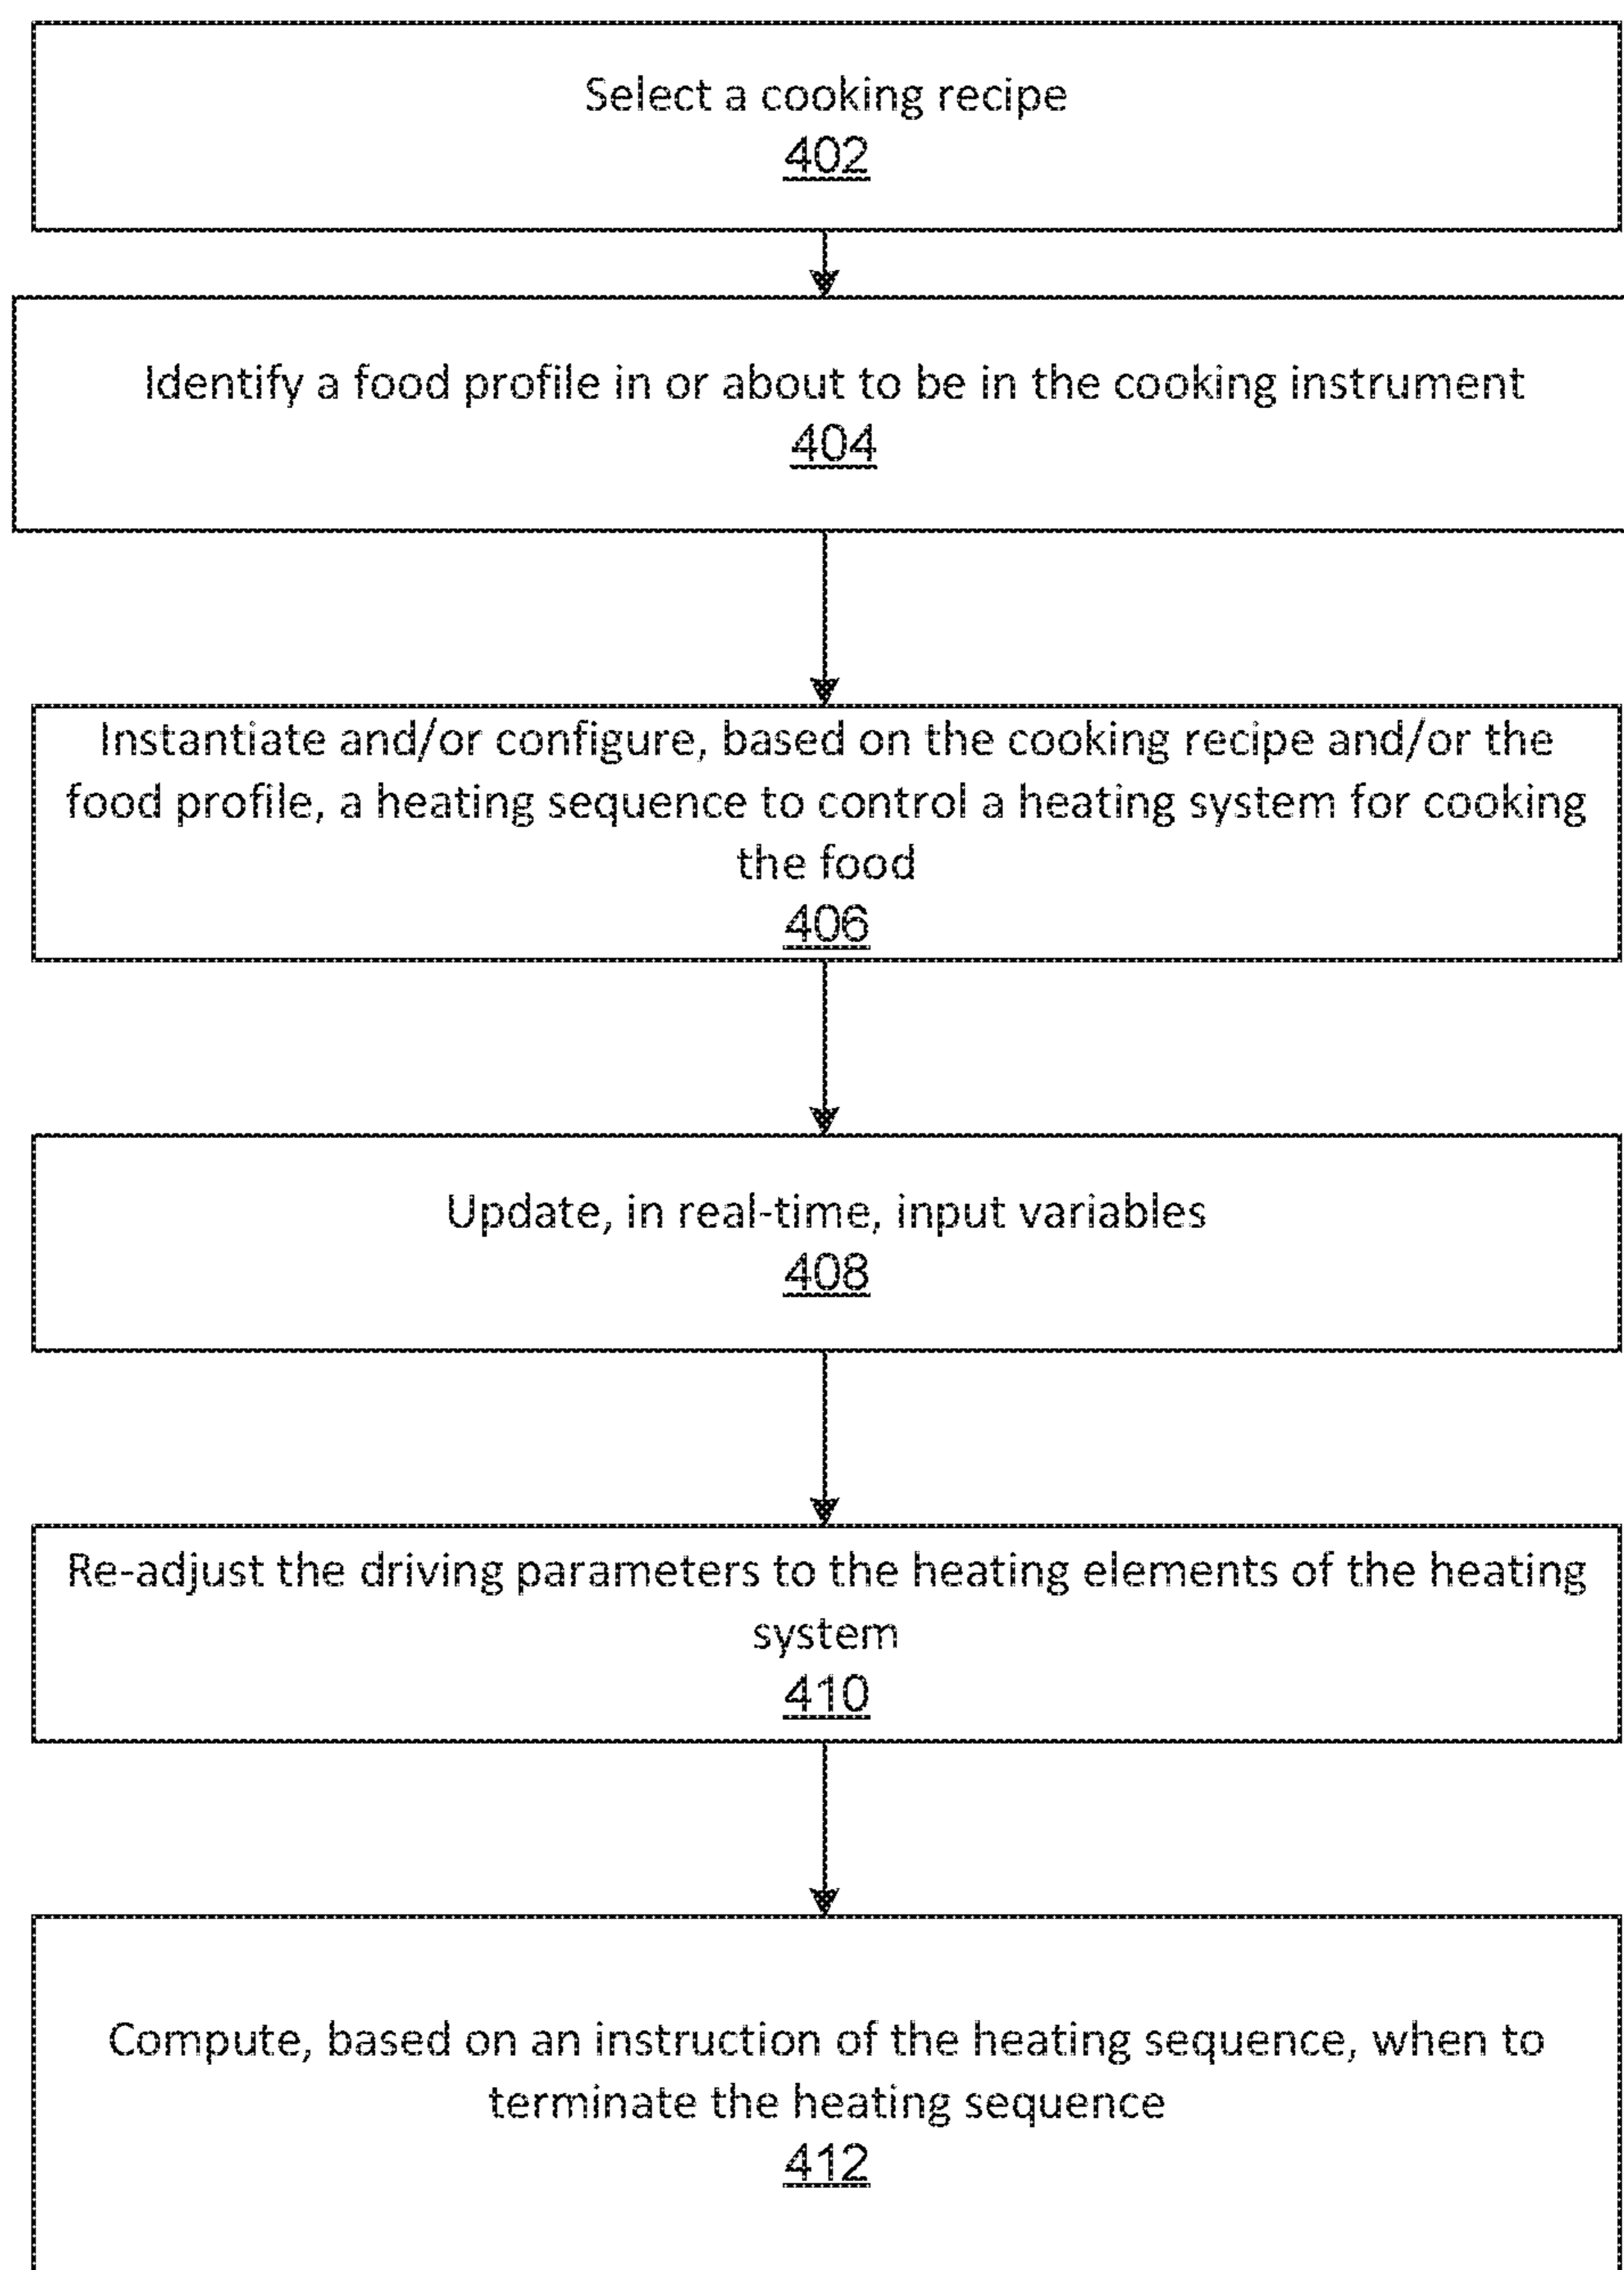 Select a cooking recipe
402
Identify a food profile in or about to be in the cooking instrument
404
Instantiate and/or configure, based on the cooking recipe and/or the
food profile, a heating sequence to control a heating system for cooking
the food
406
Update, in real-time, input variables
408
Re-adjust the driving parameters to the heating elements of the heating
system
410
Compute, based on an instruction of the heating sequence, when to
terminate the heating sequence
412